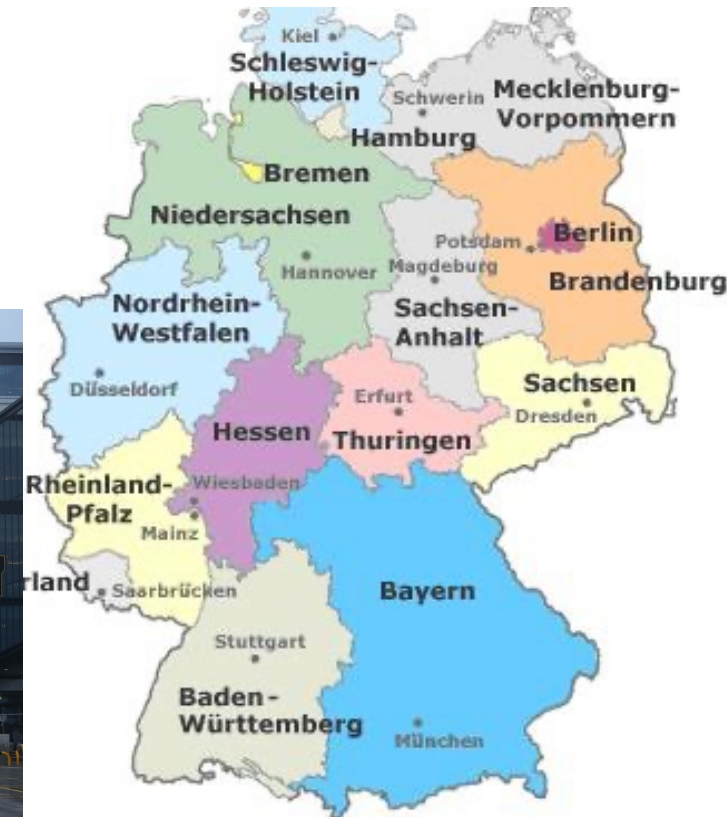 Kiel
Schleswig-
Holstein
Schwerin
Mecklenburg-
Vorpommern
Hamburg
Bremen
Niedersachsen
Hannover
Potsdam
Berlin
Magdeburg
Brandenburg
Sachsen-
Anhalt
Nordrhein-
Westfalen
Düsseldorf
Sachsen
Dresden
Erfurt
Hessen
Thuringen
Wiesbaden
Rheinland-
Pfalz
Mainz
rland
Saarbrücken
Bayern
Stuttgart
Baden-
Württemberg
München